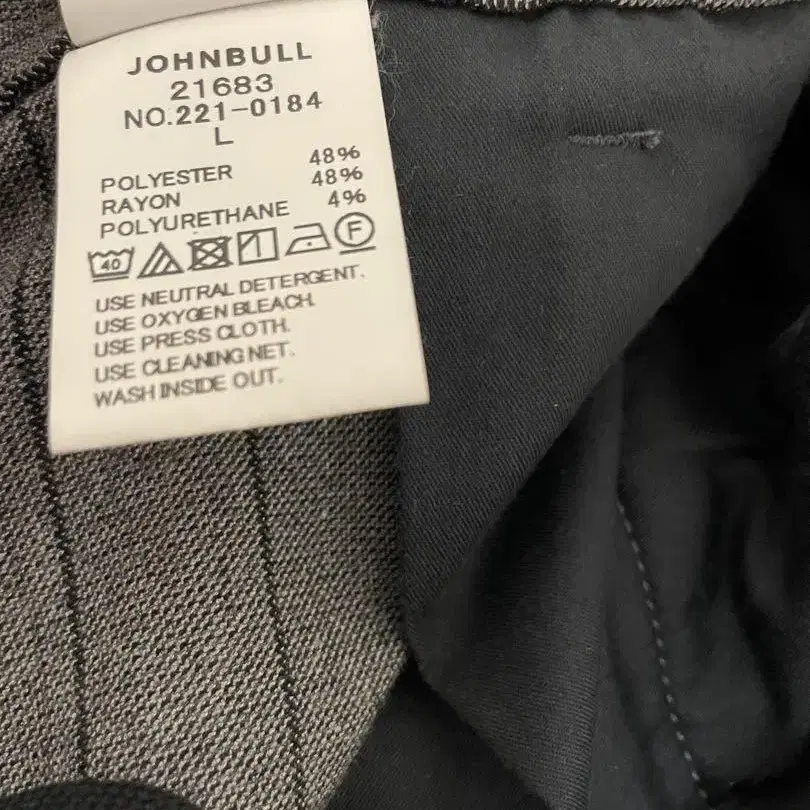 JOHNBULL
21683
NO.221-0184
L
POLYESTER 48%
RAYON 48%
POLYURETHANE 4%
40 F
USE NEUTRAL DETERGENT.
USE OXYGEN BLEACH.
USE PRESS CLOTH.
USE CLEANING NET.
WASH INSIDE OUT.